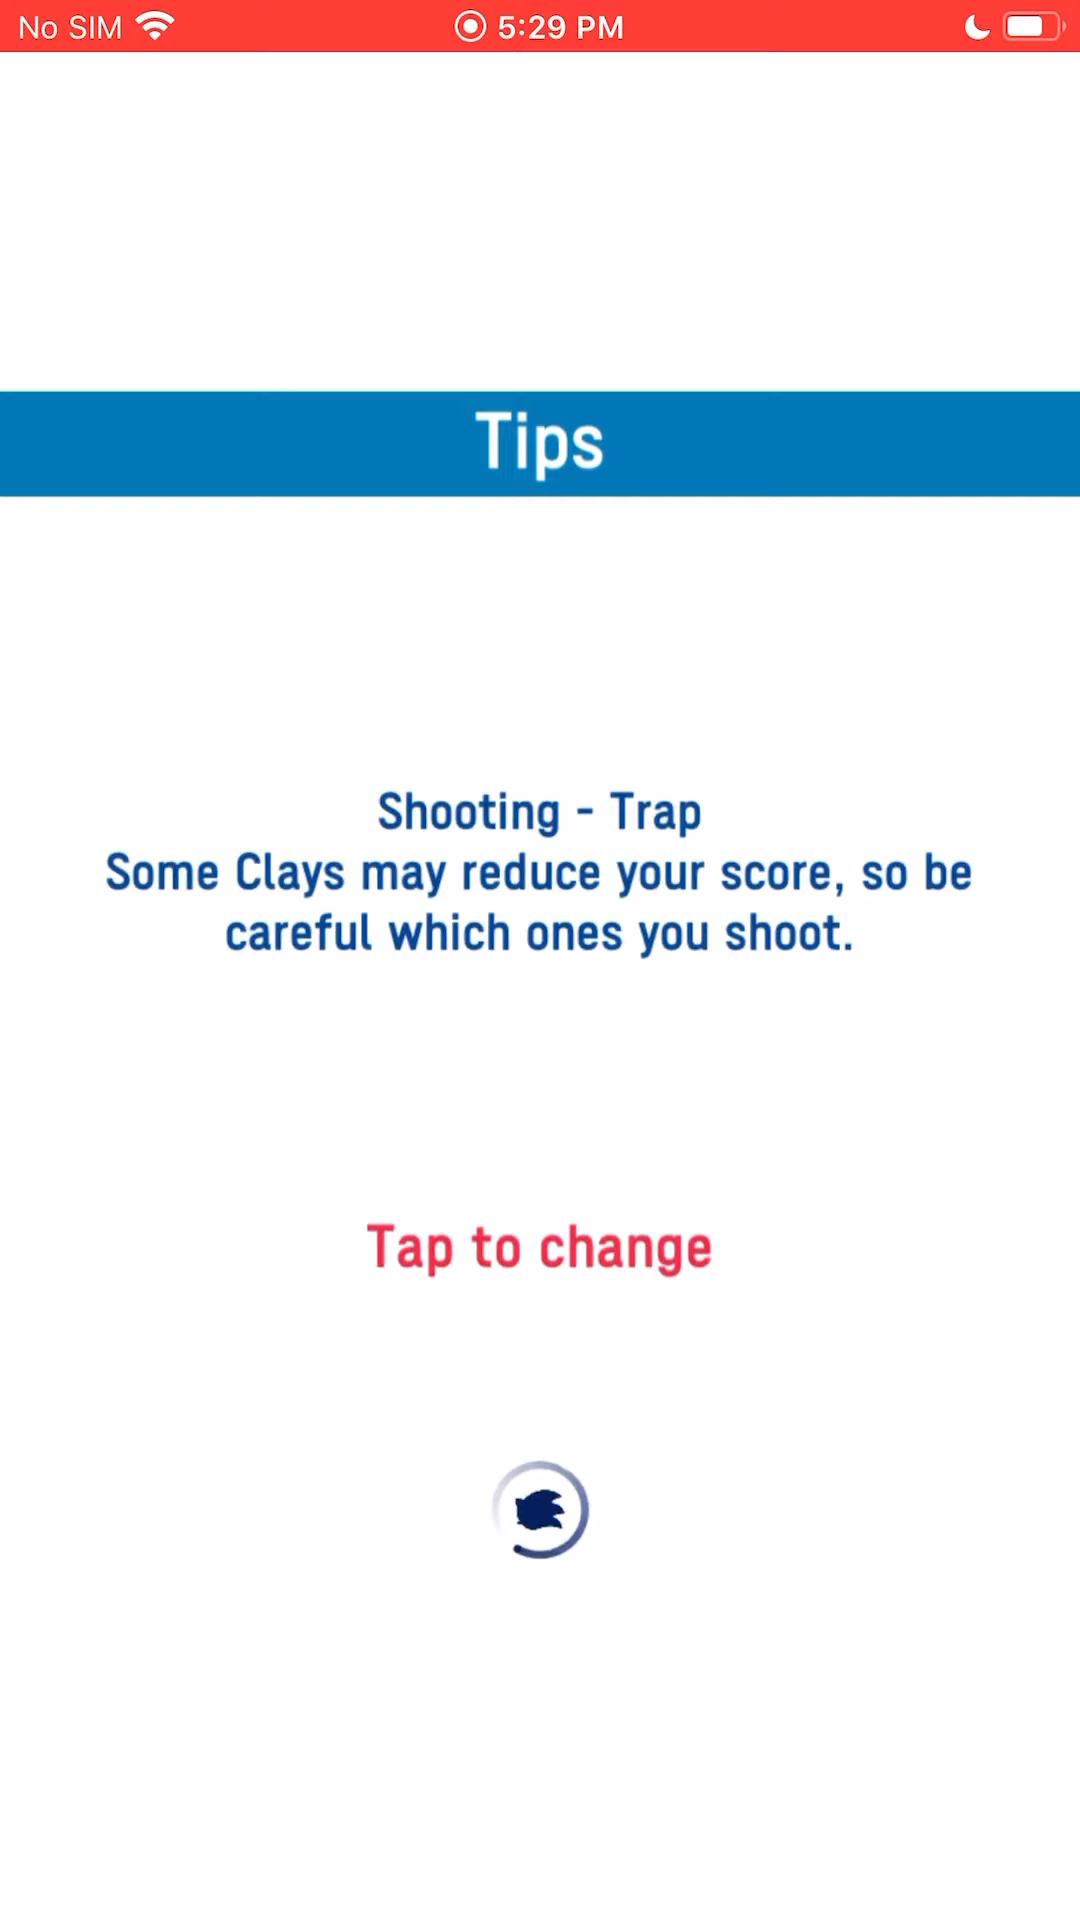 No SIM 5:29 PM
Tips
Shooting - Trap
Some Clays may reduce your score, so be
careful which ones you shoot.
Tap to change